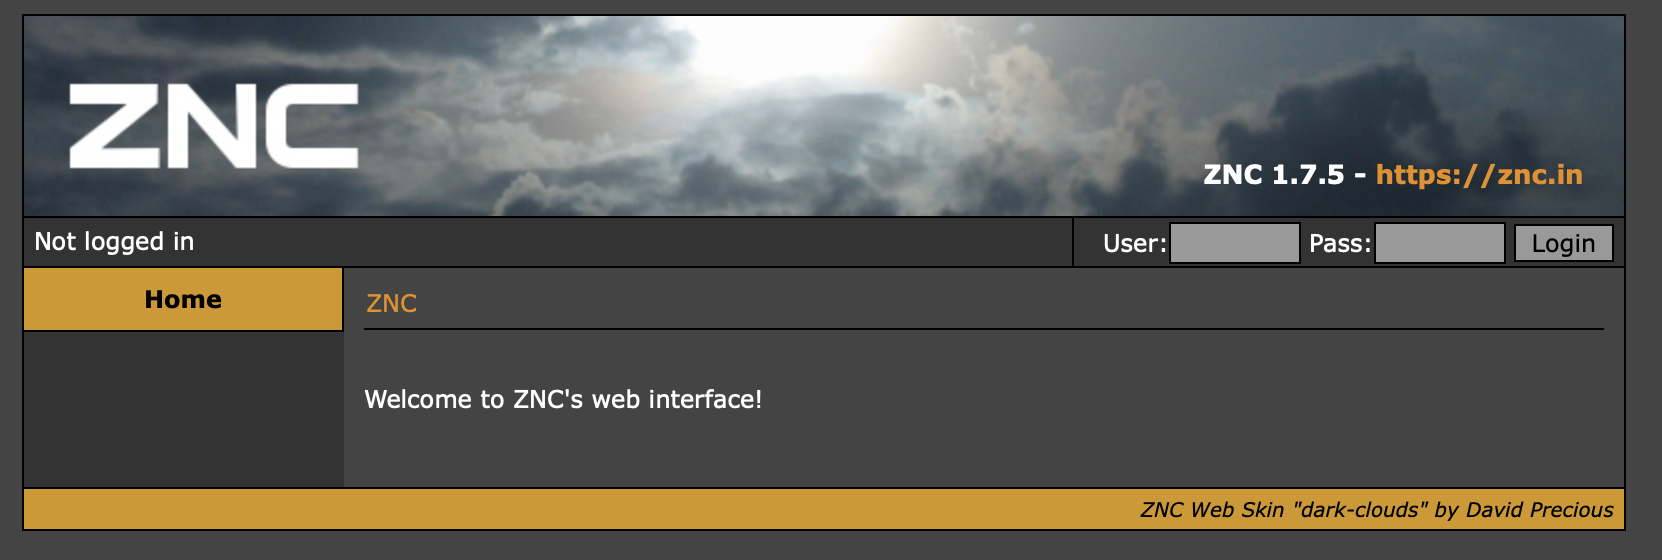 ZNC
ZNC 1.7.5 - https://znc.in
Not logged in
User:
Pass:
Login
Home
ZNC
Welcome to ZNC's web interface!
ZNC Web Skin "dark-clouds" by David Precious